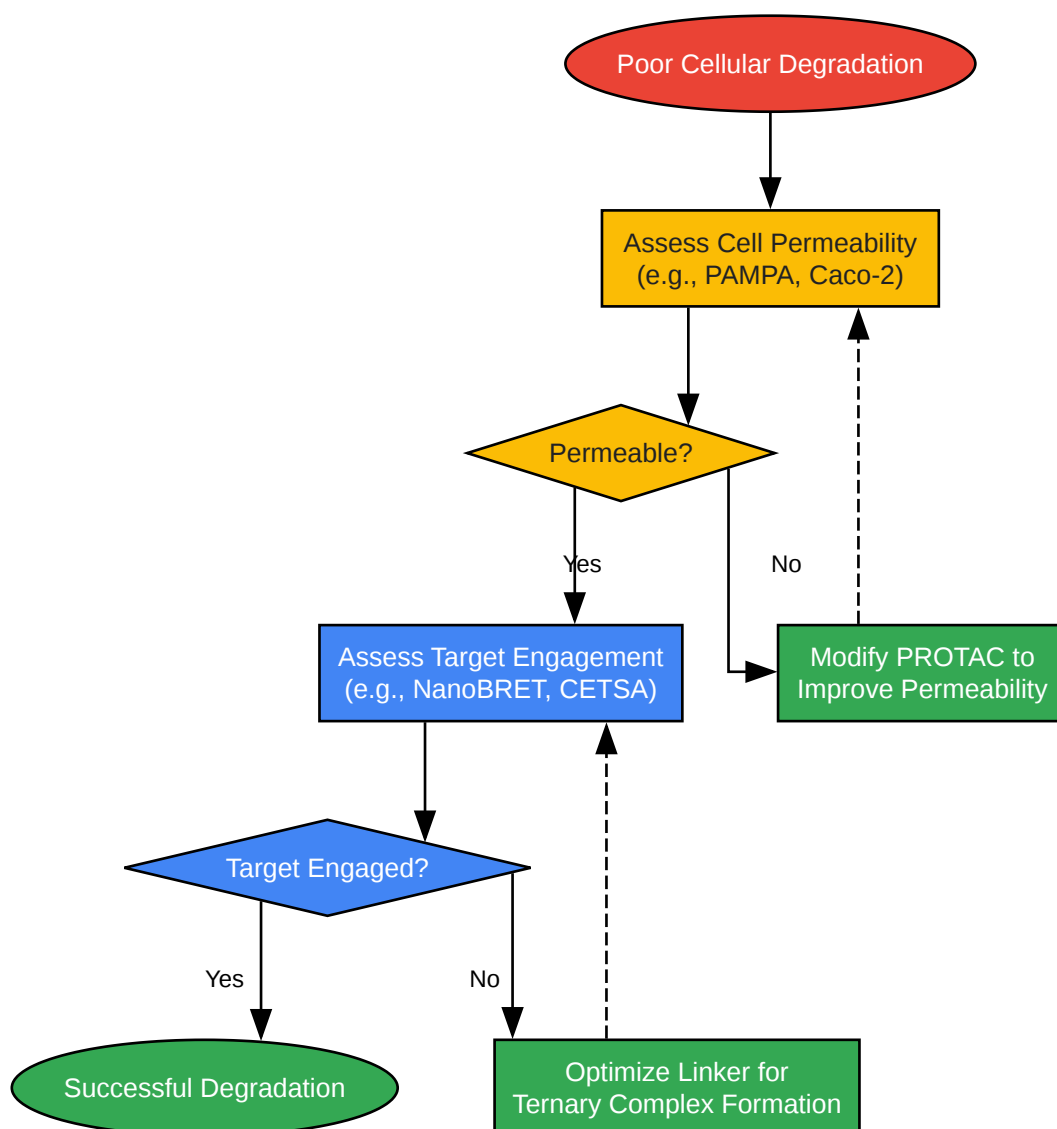 Poor Cellular Degradation
Assess Cell Permeability
(e.g., PAMPA, Caco-2)
Permeable?
Yes
No
Assess Target Engagement
(e.g., NanoBRET, CETSA)
Modify PROTAC to
Improve Permeability
Target Engaged?
Yes
No
Successful Degradation
Optimize Linker for
Ternary Complex Formation